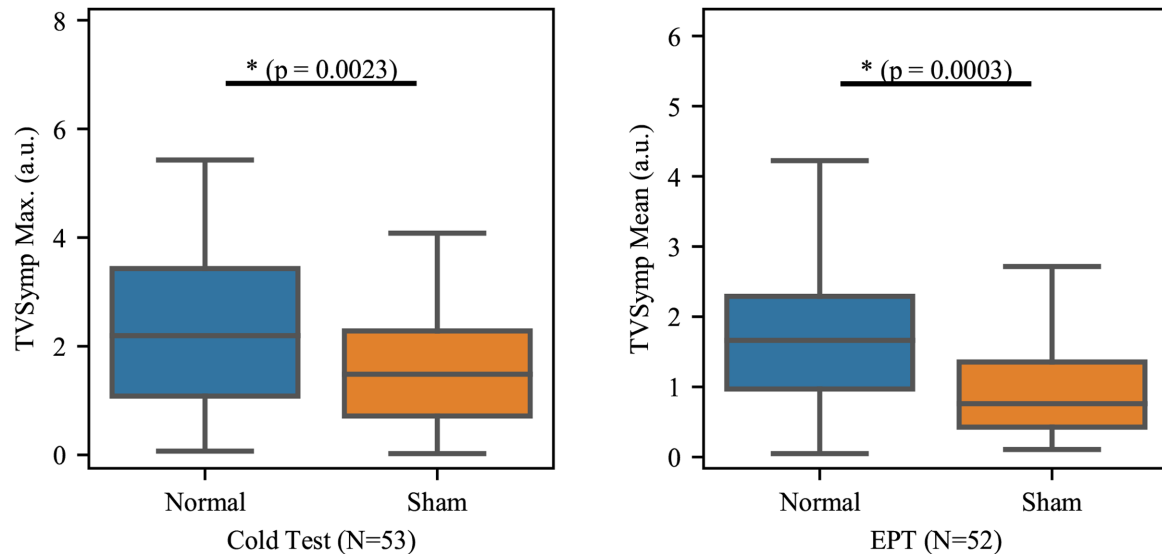 TVSymp Max. (a.u.)
8
6
4
2
0
* (p = 0.0023)
Normal
Sham
Cold Test (N=53)
TVSymp Mean (a.u.)
6
5
4
3
2
1
0
* (p = 0.0003)
Normal
Sham
EPT (N=52)